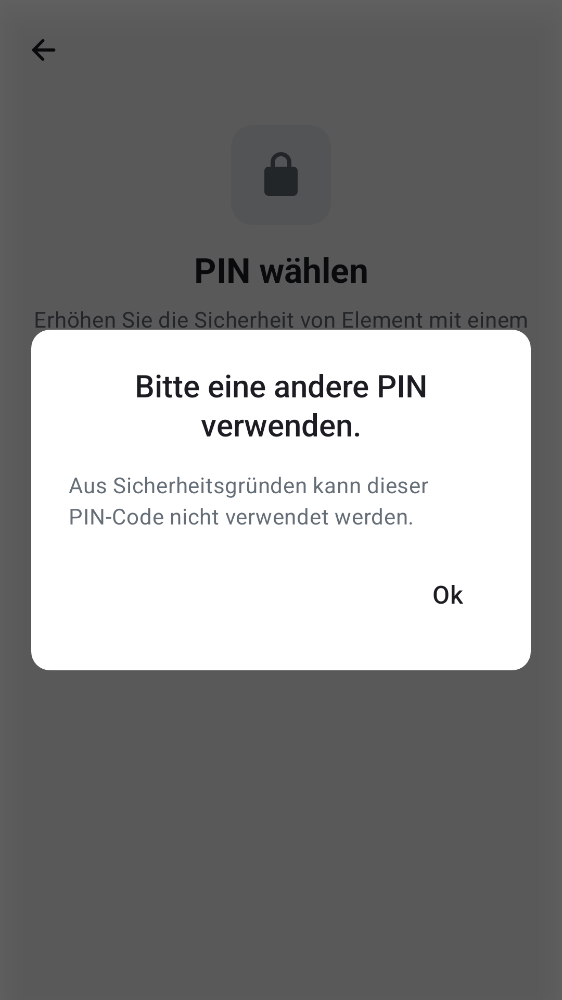 PIN wählen
Erhöhen Sie die Sicherheit von Element mit einem
Bitte eine andere PIN
verwenden.
Aus Sicherheitsgründen kann dieser
PIN-Code nicht verwendet werden.
Ok